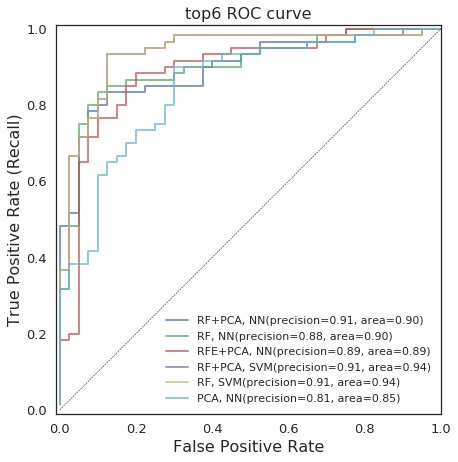 top6 ROC curve
True Positive Rate (Recall)
1.0
0.8
0.6
0.4
0.2
0.0
RF+PCA, NN(precision=0.91, area=0.90)
RF, NN(precision=0.88, area=0.90)
RFE+PCA, NN(precision=0.89, area=0.89)
RF+PCA, SVM(precision=0.91, area=0.94)
RF, SVM(precision=0.91, area=0.94)
PCA, NN(precision=0.81, area=0.85)
0.0 0.2 0.4 0.6 0.8 1.0
False Positive Rate